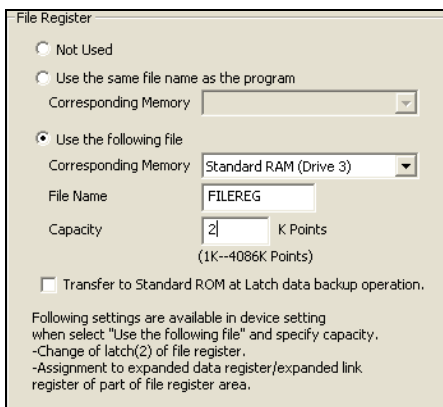 File Register
Not Used
Use the same file name as the program
Corresponding Memory
Use the following file
Corresponding Memory Standard RAM (Drive 3)
File Name FILEREG
Capacity 2 K Points
(1K--4086K Points)
Transfer to Standard ROM at Latch data backup operation.
Following settings are available in device setting
when select "Use the following file" and specify capacity.
-Change of latch(2) of file register.
-Assignment to expanded data register/expanded link
register of part of file register area.